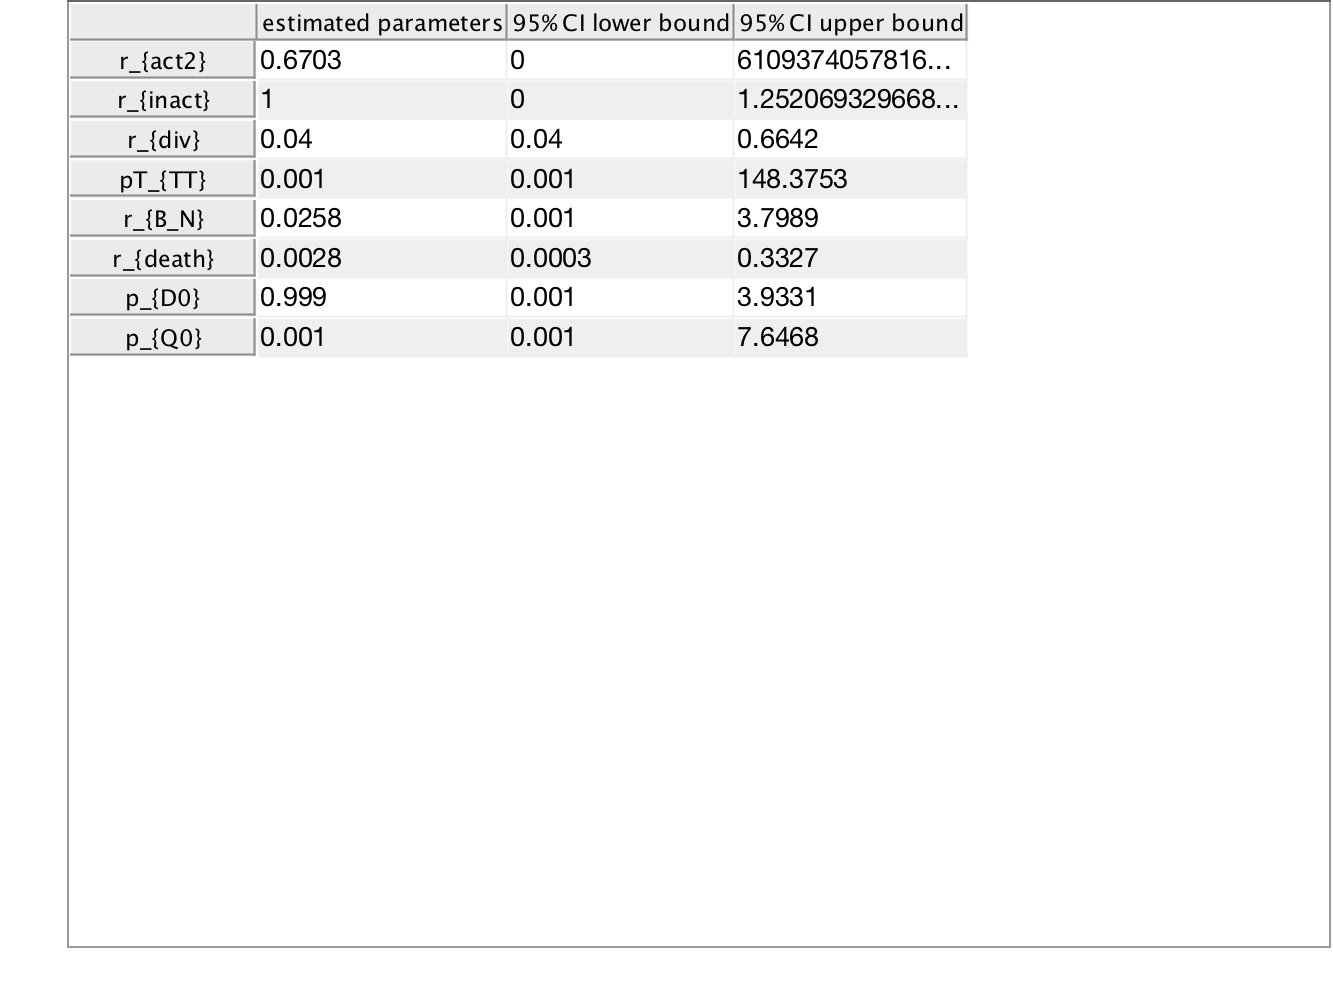 estimated parameters 95% CI lower bound 95% CI upper bound
r_{act2} 0.6703 0 6109374057816...
r_{inact} 1 0 1.252069329668...
r_{div} 0.04 0.04 0.6642
pT_{TT} 0.001 0.001 148.3753
r_{B_N} 0.0258 0.001 3.7989
r_{death} 0.0028 0.0003 0.3327
p_{D0} 0.999 0.001 3.9331
p_{Q0} 0.001 0.001 7.6468